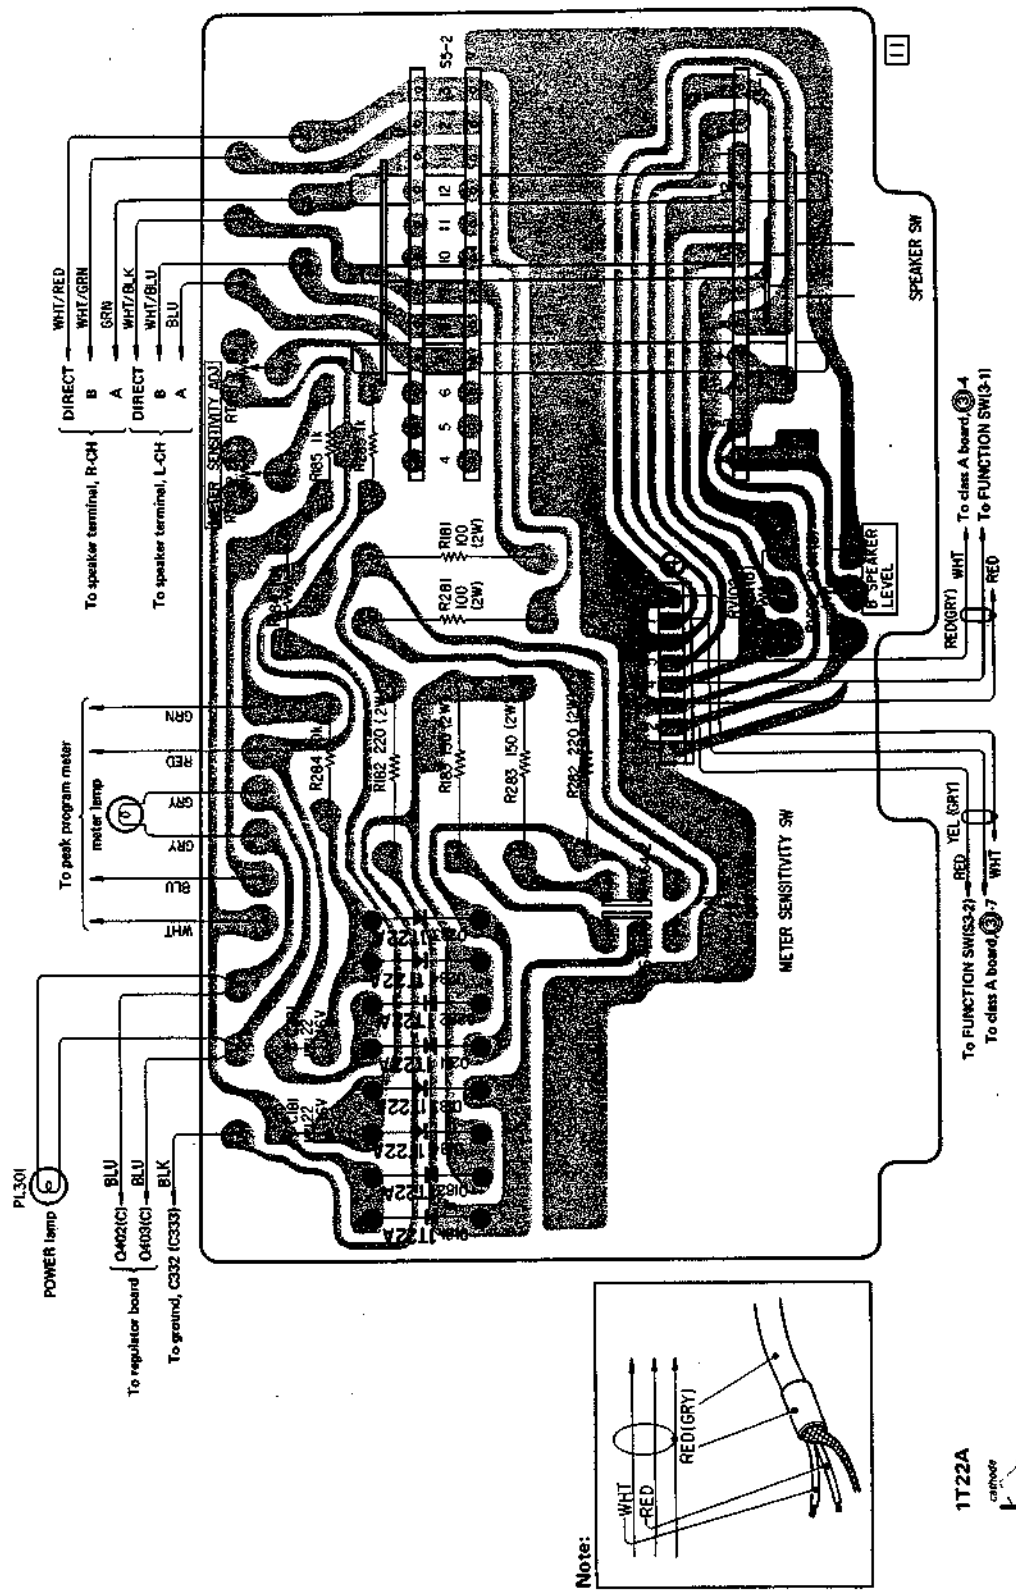 PL301
POWER lamp
To regulator board
Q402(C)
BLU
Q403(C)
BLU
To ground, C332 (C333)
BLK
To peak program meter
meter lamp
WHT
BLU
GRY
GRY
RED
GRN
To speaker terminal, R-CH
DIRECT
WHT/RED
B
WHT/GRN
A
GRN
To speaker terminal, L-CH
DIRECT
WHT/BLK
B
WHT/BLU
A
BLU
METER SENSITIVITY ADJ
R185 1k
R284
R182 220 (2W)
R283 150 (2W)
R282 220 (2W)
R281
100
(2W)
R181
100
(2W)
1T22A
1T22A
1T22A
1T22A
1T22A
1T22A
1T22A
1T22A
S5-2
4
5
6
10
11
12
METER SENSITIVITY SW
B SPEAKER
LEVEL
SPEAKER SW
11
To FUNCTION SW(S3-2)
RED
YEL (GRY)
To class A board, 3-7
WHT
RED(GRY)
WHT
To class A board, 3-4
To FUNCTION SW(3-1)
RED
Note:
WHT
RED
RED(GRY)
1T22A
cathode